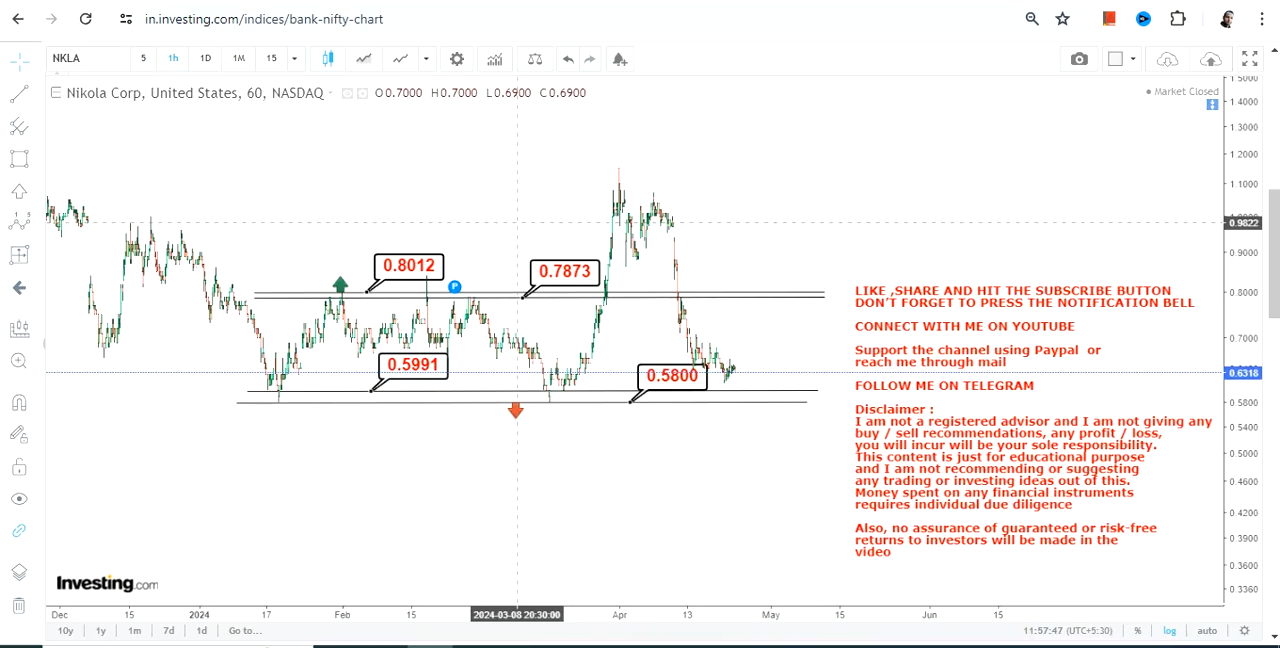 in.investing.com/indices/bank-nifty-chart
NKLA 5 1h 1D 1M 15
Nikola Corp, United States, 60, NASDAQ O0.7000 H0.7000 L0.6900 C0.6900
Market Closed
1.5000
1.4000
1.3000
1.2000
1.1000
0.9822
0.9000
0.8000
0.7000
0.6318
0.5800
0.5400
0.5000
0.4600
0.4200
0.3900
0.3600
0.3360
0.8012
0.7873
P
0.5991
0.5800
LIKE ,SHARE AND HIT THE SUBSCRIBE BUTTON
DON'T FORGET TO PRESS THE NOTIFICATION BELL
CONNECT WITH ME ON YOUTUBE
Support the channel using Paypal or
reach me through mail
FOLLOW ME ON TELEGRAM
Disclaimer :
I am not a registered advisor and I am not giving any
buy / sell recommendations, any profit / loss,
you will incur will be your sole responsibility.
This content is just for educational purpose
and I am not recommending or suggesting
any trading or investing ideas out of this.
Money spent on any financial instruments
requires individual due diligence
Also, no assurance of guaranteed or risk-free
returns to investors will be made in the
video
Investing.com
Dec 15 2024 17 Feb 15 2024-03-08 20:30:00 Apr 13 May 15 Jun 15
10y 1y 1m 7d 1d Go to... 11:57:47 (UTC+5:30) % log auto